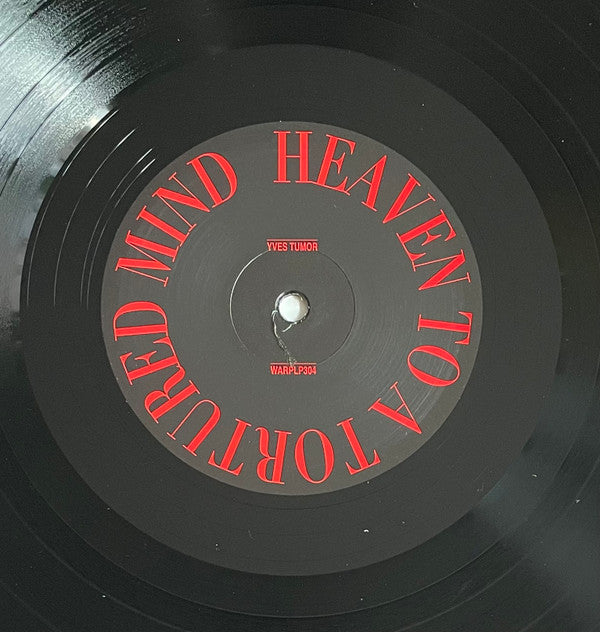 HEAVEN TO A TORTURED MIND
YVES TUMOR
WARPLP304